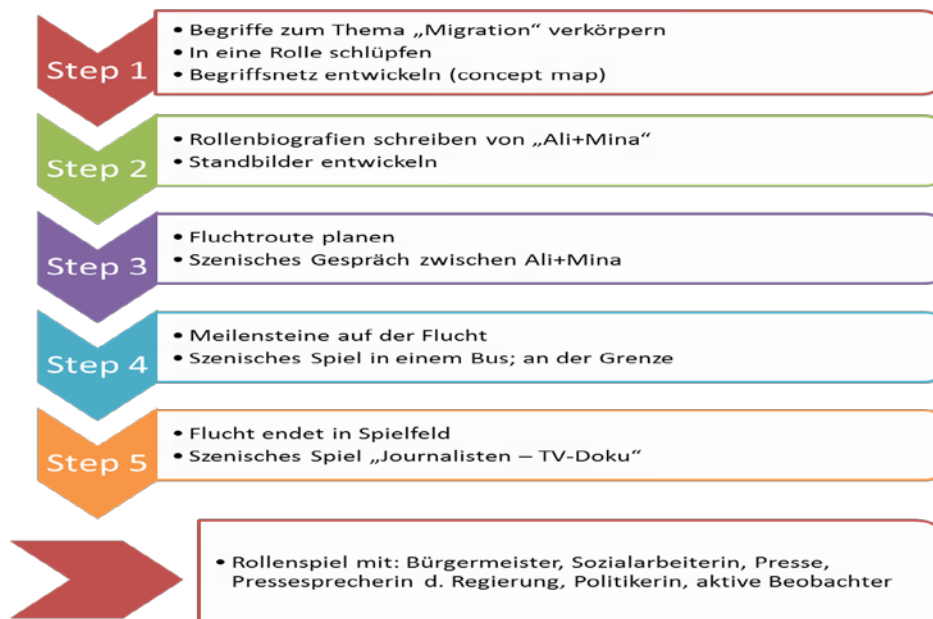 Step 1
• Begriffe zum Thema „Migration“ verkörpern
• In eine Rolle schlüpfen
• Begriffsnetz entwickeln (concept map)
Step 2
• Rollenbiografien schreiben von „Ali+Mina“
• Standbilder entwickeln
Step 3
• Fluchtroute planen
• Szenisches Gespräch zwischen Ali+Mina
Step 4
• Meilensteine auf der Flucht
• Szenisches Spiel in einem Bus; an der Grenze
Step 5
• Flucht endet in Spielfeld
• Szenisches Spiel „Journalisten – TV-Doku“
• Rollenspiel mit: Bürgermeister, Sozialarbeiterin, Presse,
Pressesprecherin d. Regierung, Politikerin, aktive Beobachter